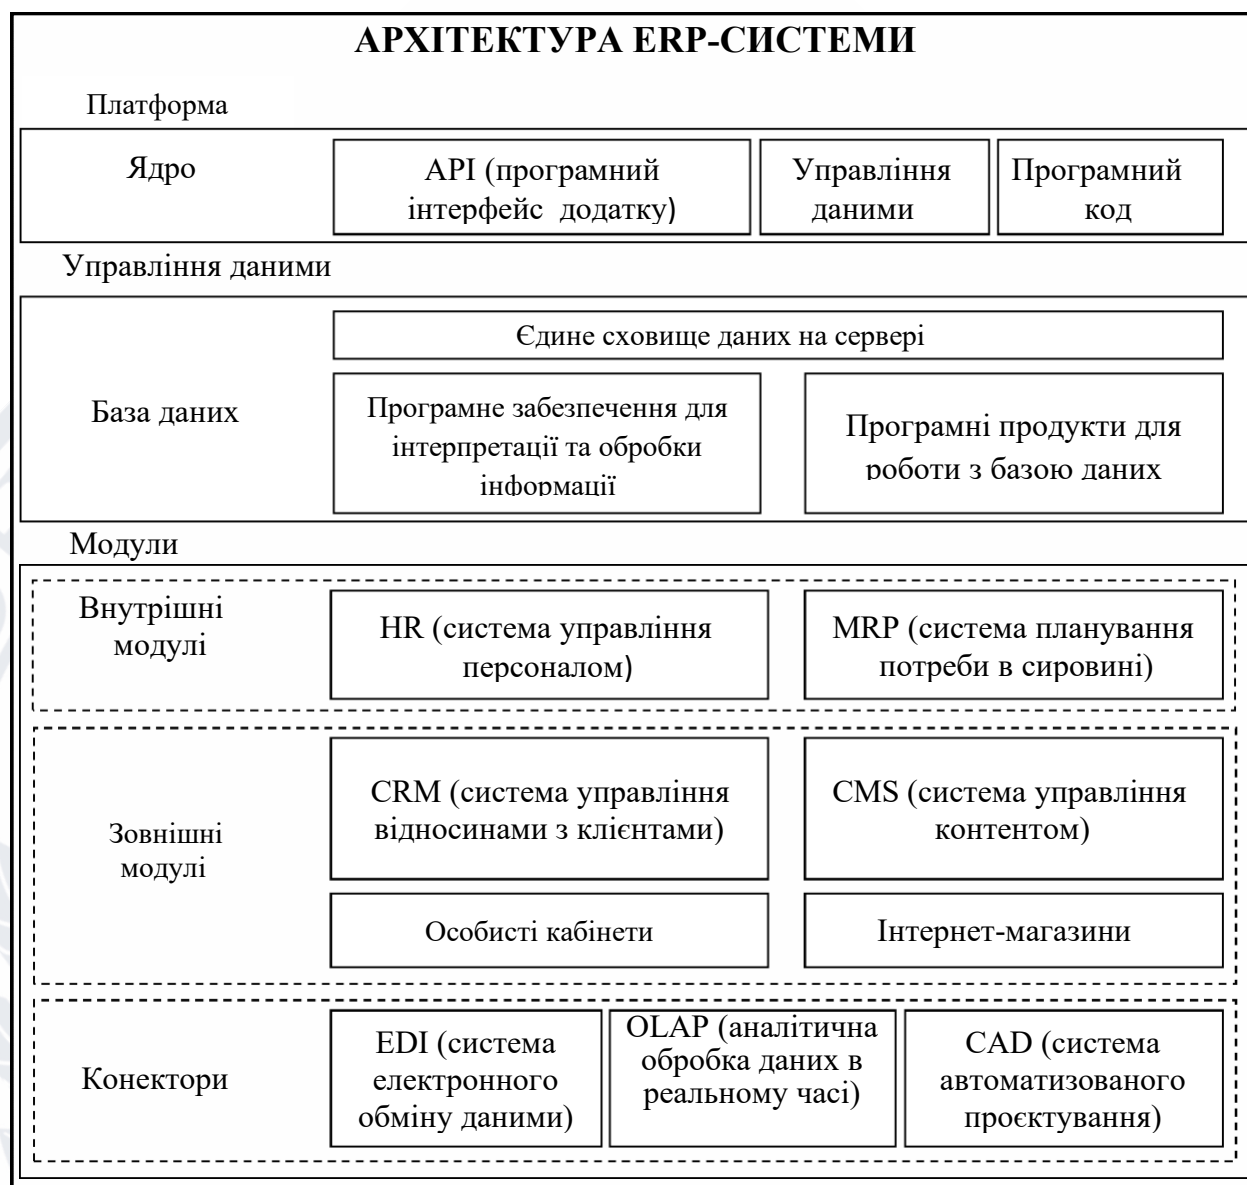 АРХІТЕКТУРА ERP-СИСТЕМИ
Платформа
Ядро
API (програмний
інтерфейс додатку)
Управління
даними
Програмний
код
Управління даними
База даних
Єдине сховище даних на сервері
Програмне забезпечення для
інтерпретації та обробки
інформації
Програмні продукти для
роботи з базою даних
Модули
Внутрішні
модулі
HR (система управління
персоналом)
MRP (система планування
потреби в сировині)
Зовнішні
модулі
CRM (система управління
відносинами з клієнтами)
CMS (система управління
контентом)
Особисті кабінети
Інтернет-магазини
Конектори
EDI (система
електронного
обміну даними)
OLAP (аналітична
обробка даних в
реальному часі)
CAD (система
автоматизованого
проєктування)